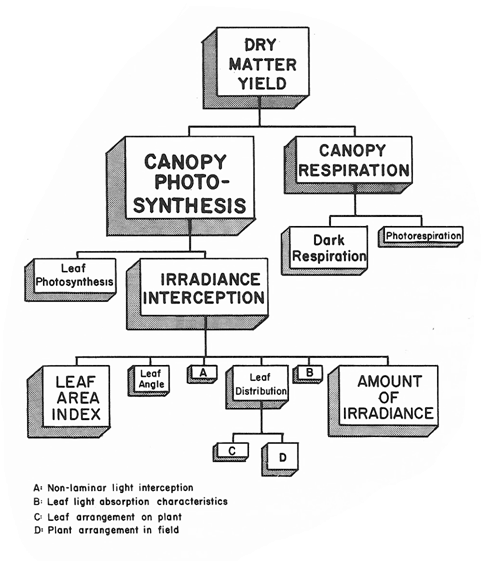 DRY
MATTER
YIELD
CANOPY
PHOTO-
SYNTHESIS
CANOPY
RESPIRATION
Leaf
Photosynthesis
IRRADIANCE
INTERCEPTION
Dark
Respiration
Photorespiration
LEAF
AREA
INDEX
Leaf
Angle
A
Leaf
Distribution
B
AMOUNT
OF
IRRADIANCE
C
D
A: Non-laminar light interception
B: Leaf light absorption characteristics
C: Leaf arrangement on plant
D: Plant arrangement in field